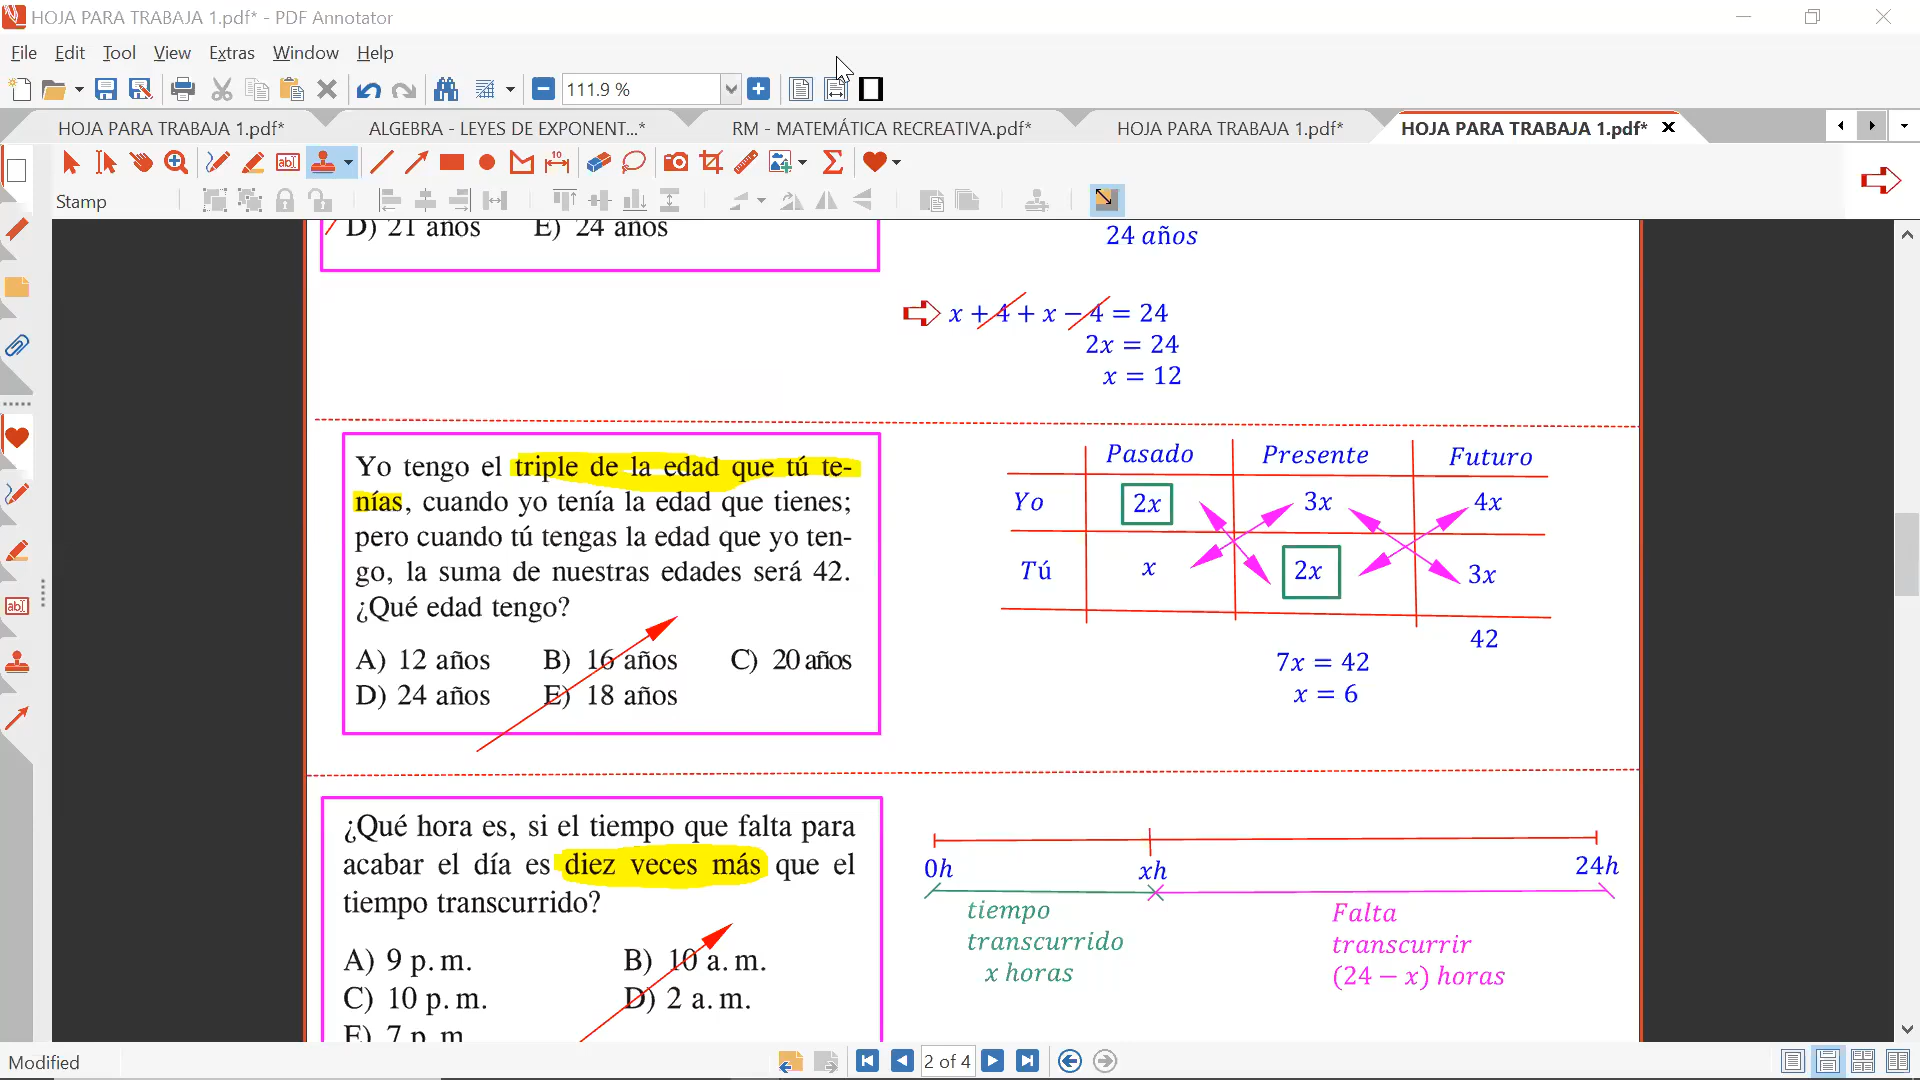 HOJA PARA TRABAJA 1.pdf* - PDF Annotator
File Edit Tool View Extras Window Help
111.9 %
HOJA PARA TRABAJA 1.pdf* ALGEBRA - LEYES DE EXPONENT...* RM - MATEMÁTICA RECREATIVA.pdf* HOJA PARA TRABAJA 1.pdf* HOJA PARA TRABAJA 1.pdf*
Stamp
D) 21 años E) 24 años
24 años
x + 4 + x − 4 = 24
2x = 24
x = 12
Yo tengo el triple de la edad que tú te-
nías, cuando yo tenía la edad que tienes;
pero cuando tú tengas la edad que yo ten-
go, la suma de nuestras edades será 42.
¿Qué edad tengo?
A) 12 años B) 16 años C) 20 años
D) 24 años E) 18 años
Pasado Presente Futuro
Yo 2x 3x 4x
Tú x 2x 3x
42
7x = 42
x = 6
¿Qué hora es, si el tiempo que falta para
acabar el día es diez veces más que el
tiempo transcurrido?
A) 9 p. m. B) 10 a. m.
C) 10 p. m. D) 2 a. m.
E) 7 p. m.
0h xh 24h
tiempo
transcurrido
x horas
Falta
transcurrir
(24 − x) horas
Modified
2 of 4